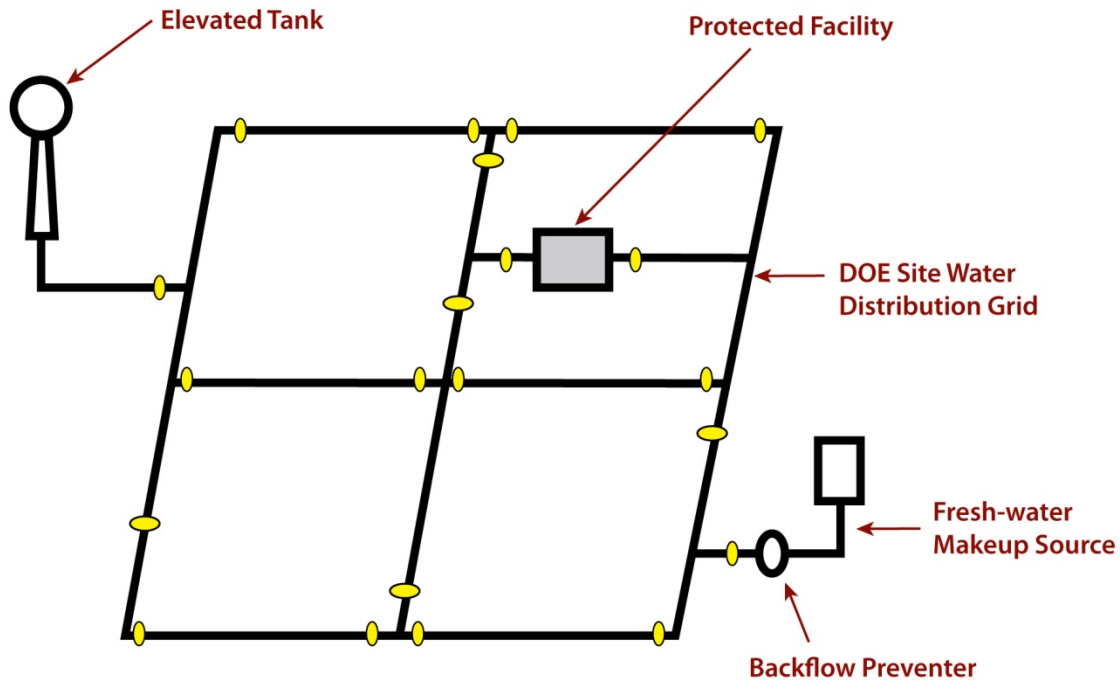 Elevated Tank
Protected Facility
DOE Site Water
Distribution Grid
Fresh-water
Makeup Source
Backflow Preventer